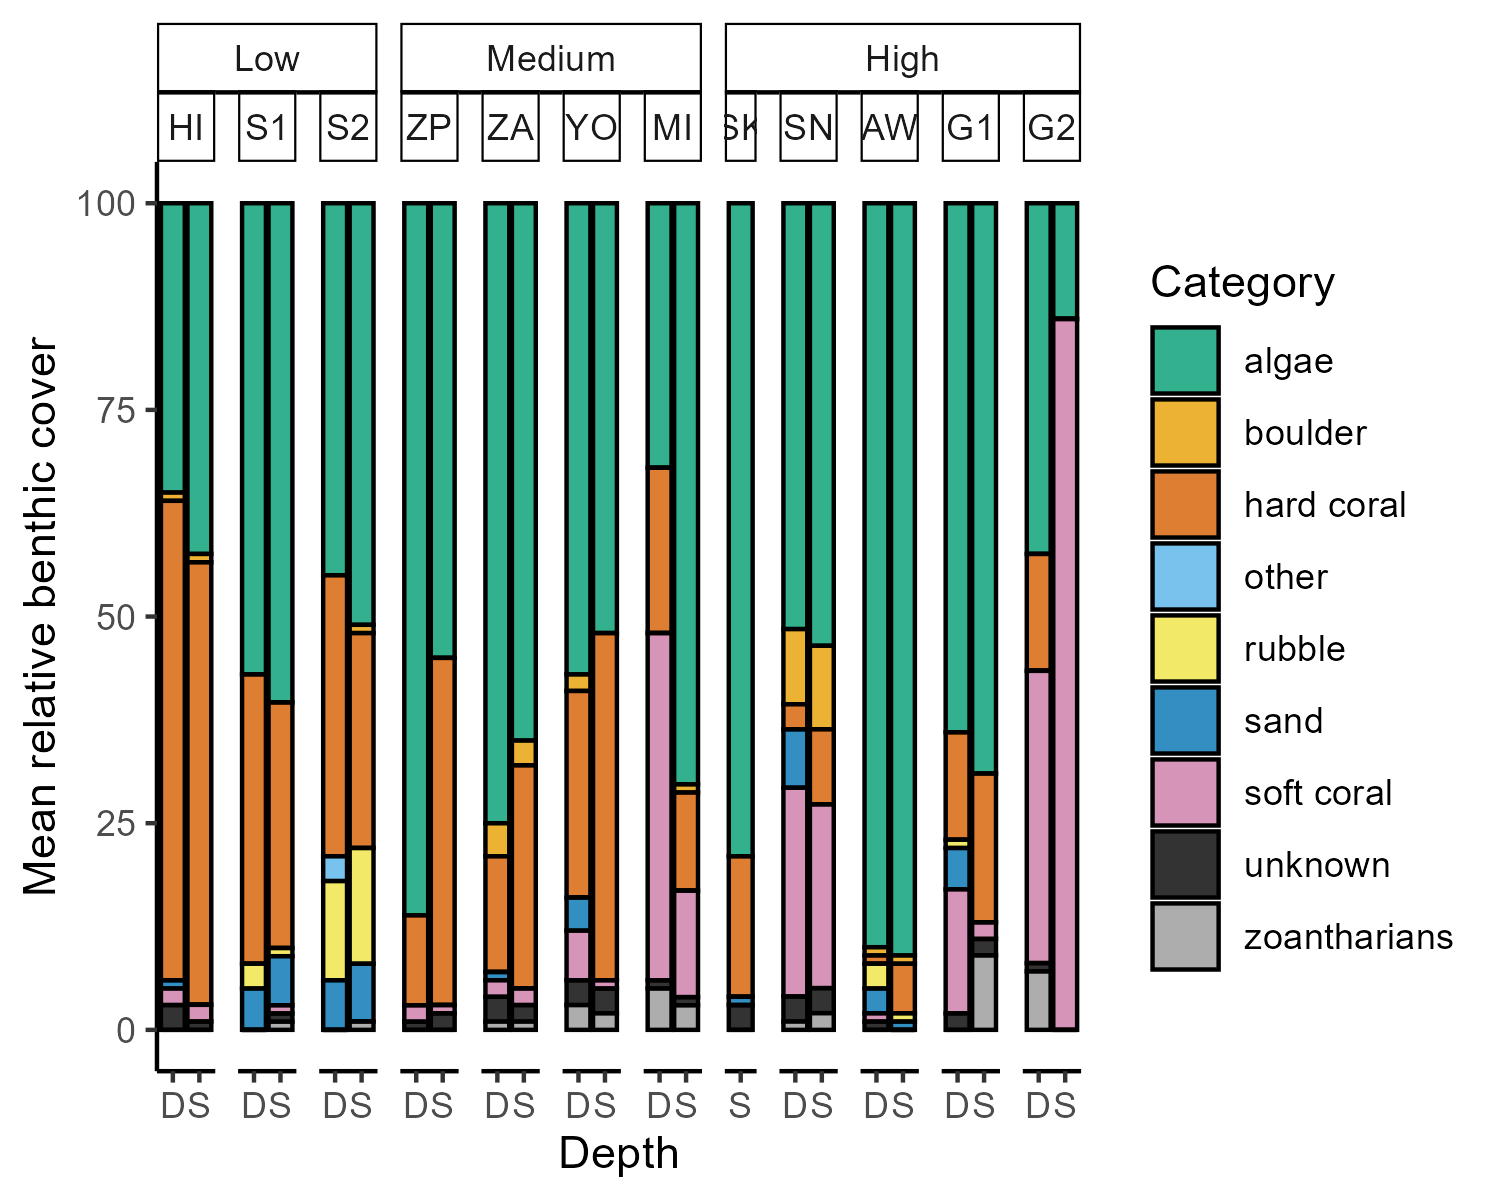 Low Medium High
HI S1 S2 ZP ZA YO MI SK SN AW G1 G2
Mean relative benthic cover
100
75
50
25
0
D S D S D S D S D S D S D S S D S D S D S D S
Depth
Category
algae
boulder
hard coral
other
rubble
sand
soft coral
unknown
zoantharians